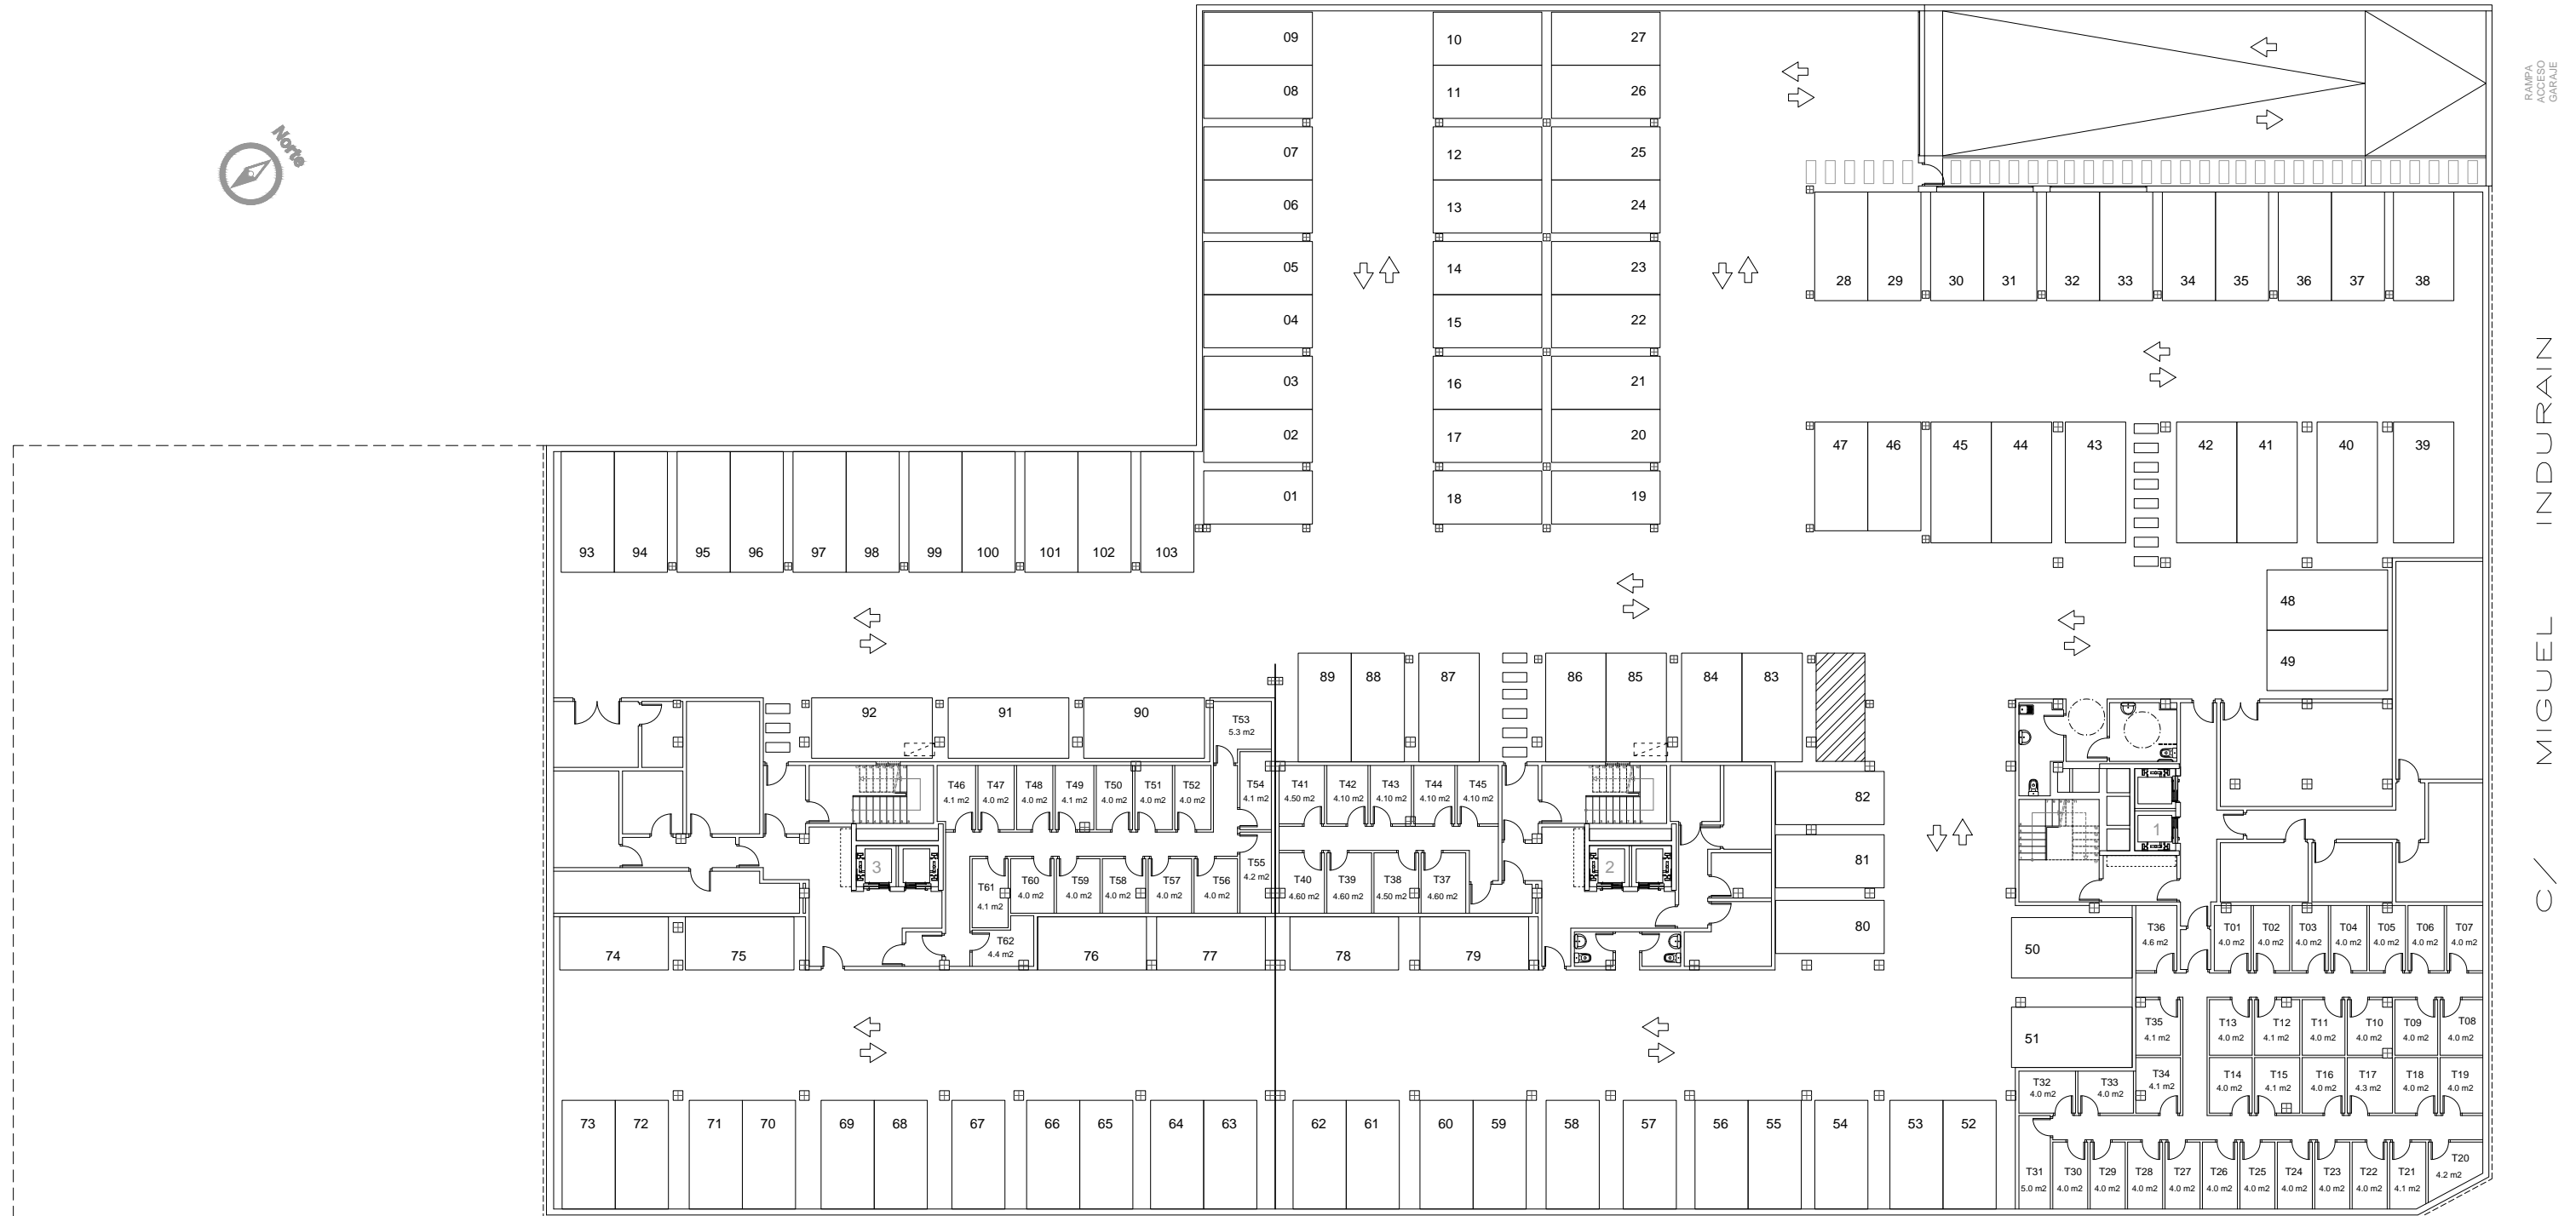 Norte
RAMPA
ACCESO
GARAJE
C/ MIGUEL INDURAIN
09
08
07
06
05
04
03
02
01
10
11
12
13
14
15
16
17
18
27
26
25
24
23
22
21
20
19
28 29 30 31 32 33 34 35 36 37 38
47 46 45 44 43 42 41 40 39
93 94 95 96 97 98 99 100 101 102 103
48
49
89 88 87 86 85 84 83
92 91 90
82
81
80
T53
5.3 m2
T46 T47 T48 T49 T50 T51 T52 T54
4.1 m2 4.0 m2 4.0 m2 4.1 m2 4.0 m2 4.0 m2 4.0 m2 4.1 m2
T41 T42 T43 T44 T45
4.50 m2 4.10 m2 4.10 m2 4.10 m2 4.10 m2
3
2
1
T61 T60 T59 T58 T57 T56 T55
4.1 m2 4.0 m2 4.0 m2 4.0 m2 4.0 m2 4.0 m2 4.2 m2
T40 T39 T38 T37
4.60 m2 4.60 m2 4.50 m2 4.60 m2
T62
4.4 m2
74 75 76 77 78 79
50
51
T36 T01 T02 T03 T04 T05 T06 T07
4.6 m2 4.0 m2 4.0 m2 4.0 m2 4.0 m2 4.0 m2 4.0 m2 4.0 m2
T35 T13 T12 T11 T10 T09 T08
4.1 m2 4.0 m2 4.1 m2 4.0 m2 4.0 m2 4.0 m2 4.0 m2
T32 T33 T34 T14 T15 T16 T17 T18 T19
4.0 m2 4.0 m2 4.1 m2 4.0 m2 4.1 m2 4.0 m2 4.3 m2 4.0 m2 4.0 m2
73 72 71 70 69 68 67 66 65 64 63 62 61 60 59 58 57 56 55 54 53 52
T31 T30 T29 T28 T27 T26 T25 T24 T23 T22 T21 T20
5.0 m2 4.0 m2 4.0 m2 4.0 m2 4.0 m2 4.0 m2 4.0 m2 4.0 m2 4.0 m2 4.0 m2 4.1 m2 4.2 m2